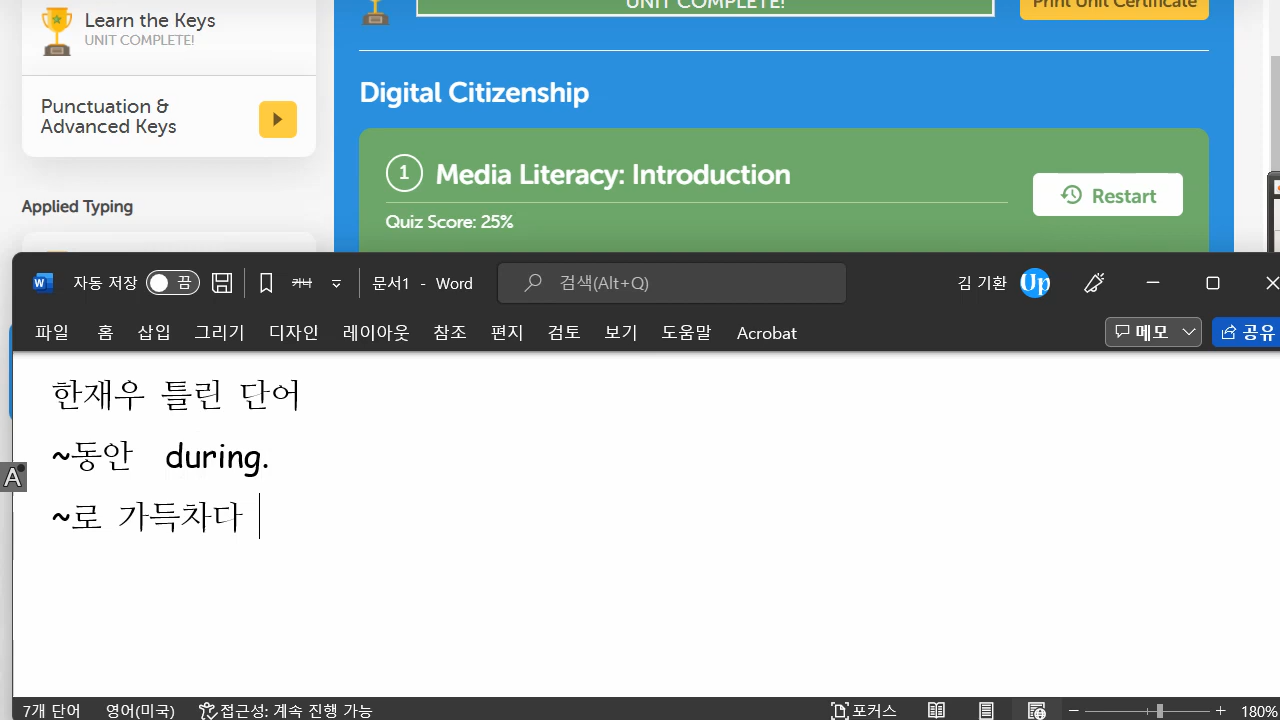 Learn the Keys
UNIT COMPLETE!
Punctuation &
Advanced Keys
Applied Typing
UNIT COMPLETE!
Print Unit Certificate
Digital Citizenship
1 Media Literacy: Introduction
Restart
Quiz Score: 25%
자동 저장 끔 가나 문서1 - Word 검색(Alt+Q) 김 기환 Up
파일 홈 삽입 그리기 디자인 레이아웃 참조 편지 검토 보기 도움말 Acrobat 메모 공유
한재우 틀린 단어
~동안 during.
~로 가득차다
A
7개 단어 영어(미국) 접근성: 계속 진행 가능 포커스 180%